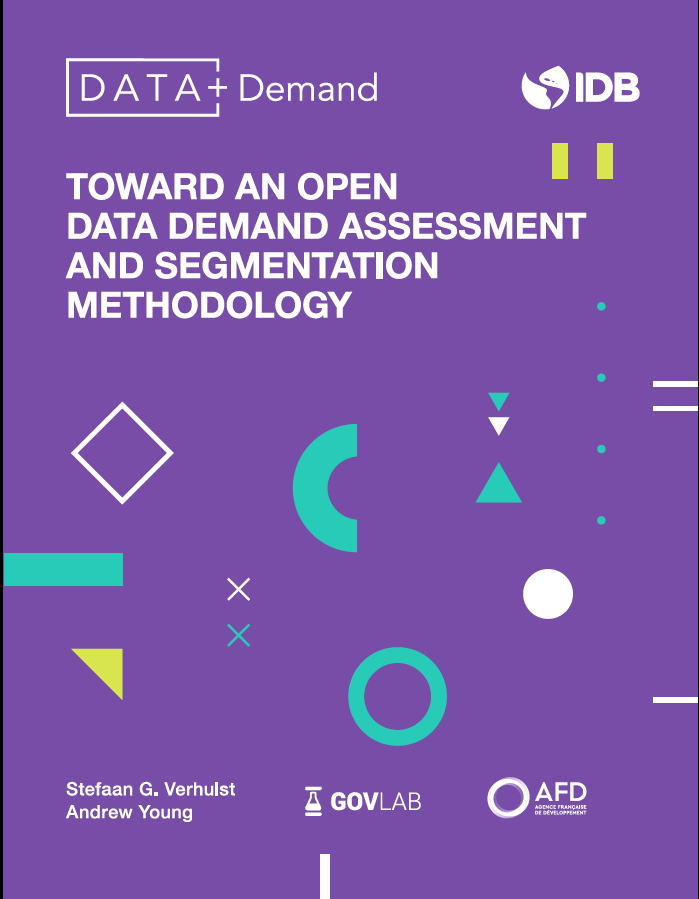 DATA+ Demand
IDB
TOWARD AN OPEN
DATA DEMAND ASSESSMENT
AND SEGMENTATION
METHODOLOGY
Stefaan G. Verhulst
Andrew Young
GOVLAB
AFD
AGENCE FRANÇAISE
DE DÉVELOPPEMENT